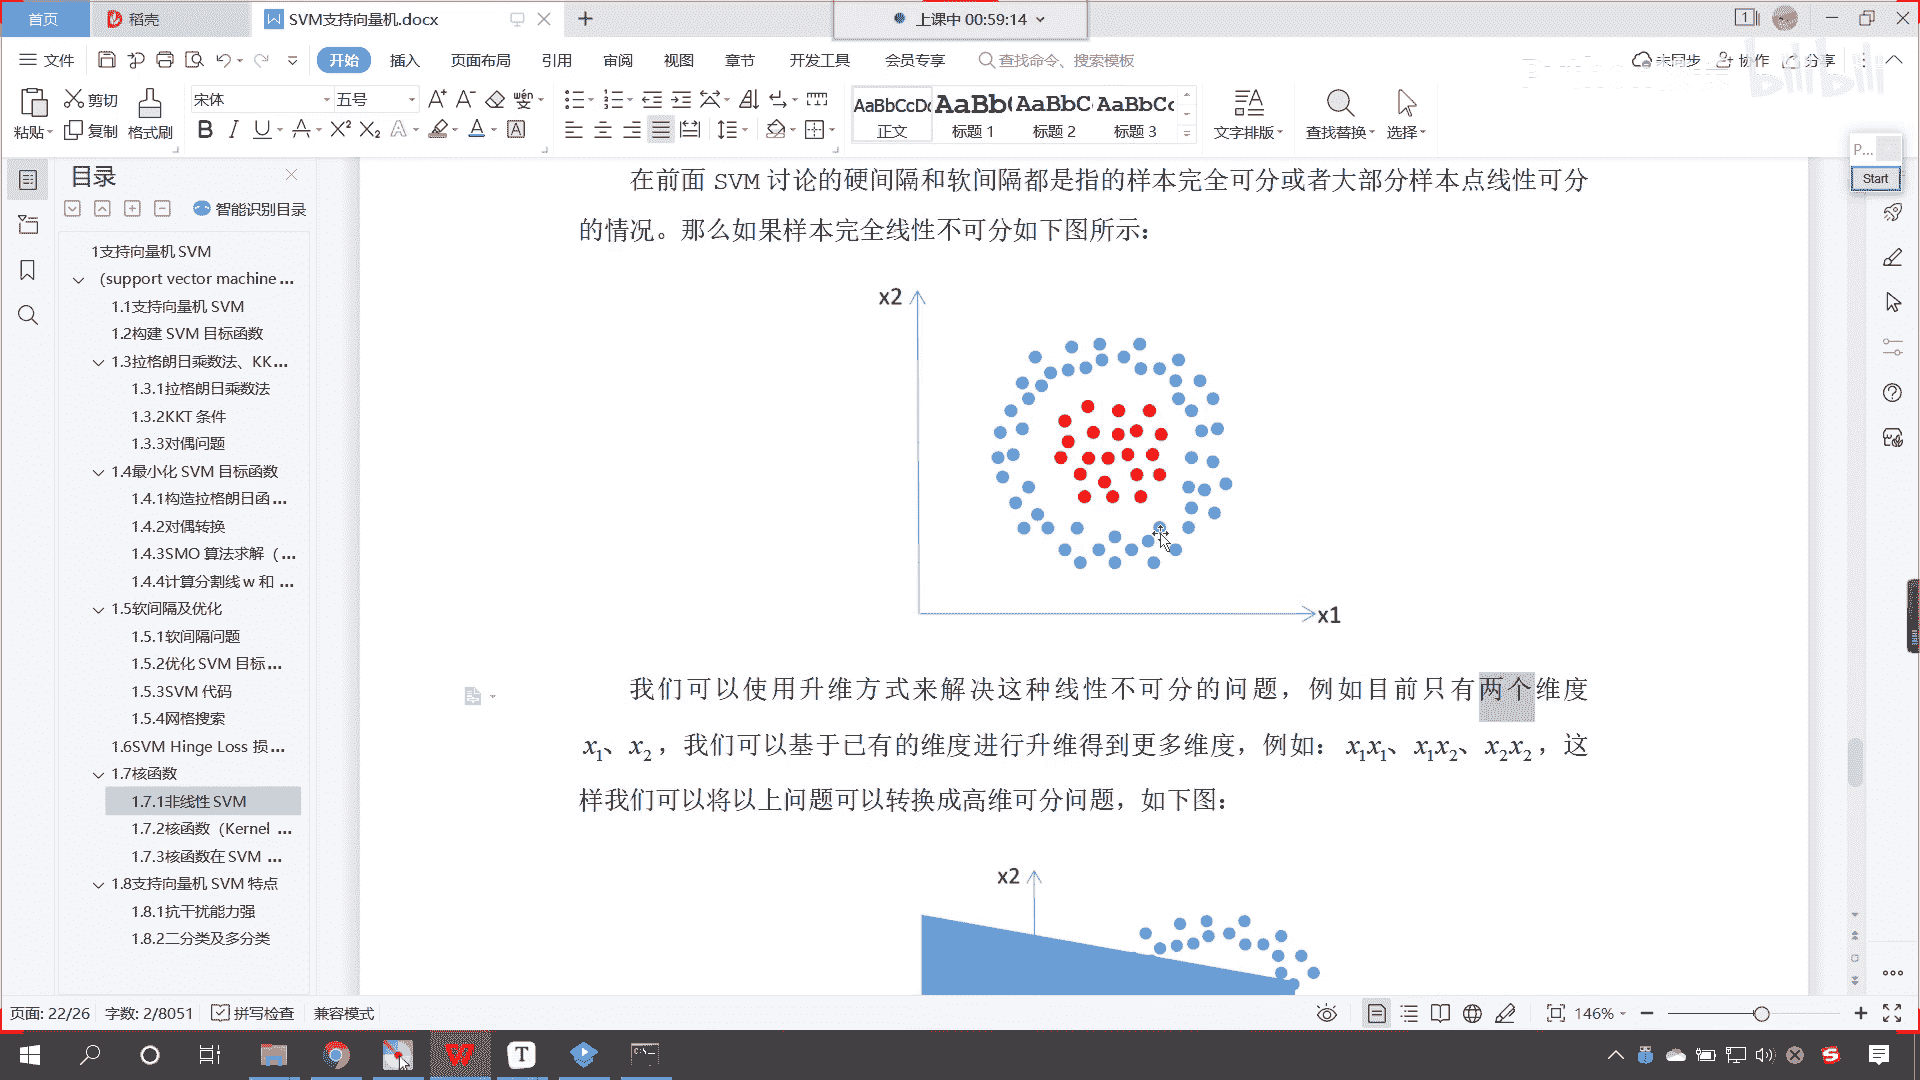 首页
稻壳
SVM支持向量机.docx
上课中 00:59:14
文件
开始
插入
页面布局
引用
审阅
视图
章节
开发工具
会员专享
查找命令、搜索模板
未同步
协作
分享
bilibili
粘贴
剪切
复制
格式刷
宋体
五号
AaBbCcDd
正文
AaBb(
标题 1
AaBbC
标题 2
AaBbCc
标题 3
文字排版
查找替换
选择
P...
Start
目录
智能识别目录
1支持向量机 SVM
（support vector machine ...
1.1支持向量机 SVM
1.2构建 SVM 目标函数
1.3拉格朗日乘数法、KK...
1.3.1拉格朗日乘数法
1.3.2KKT 条件
1.3.3对偶问题
1.4最小化 SVM 目标函数
1.4.1构造拉格朗日函 ...
1.4.2对偶转换
1.4.3SMO 算法求解（ ...
1.4.4计算分割线 w 和 ...
1.5软间隔及优化
1.5.1软间隔问题
1.5.2优化 SVM 目标 ...
1.5.3SVM 代码
1.5.4网格搜索
1.6SVM Hinge Loss 损...
1.7核函数
1.7.1非线性 SVM
1.7.2核函数（Kernel ...
1.7.3核函数在 SVM ...
1.8支持向量机 SVM 特点
1.8.1抗干扰能力强
1.8.2二分类及多分类
在前面 SVM 讨论的硬间隔和软间隔都是指的样本完全可分或者大部分样本点线性可分
的情况。那么如果样本完全线性不可分如下图所示：
x2
x1
我们可以使用升维方式来解决这种线性不可分的问题，例如目前只有两个维度
x₁、x₂，我们可以基于已有的维度进行升维得到更多维度，例如：x₁x₁、x₁x₂、x₂x₂，这
样我们可以将以上问题可以转换成高维可分问题，如下图：
x2
页面: 22/26
字数: 2/8051
拼写检查
兼容模式
146%